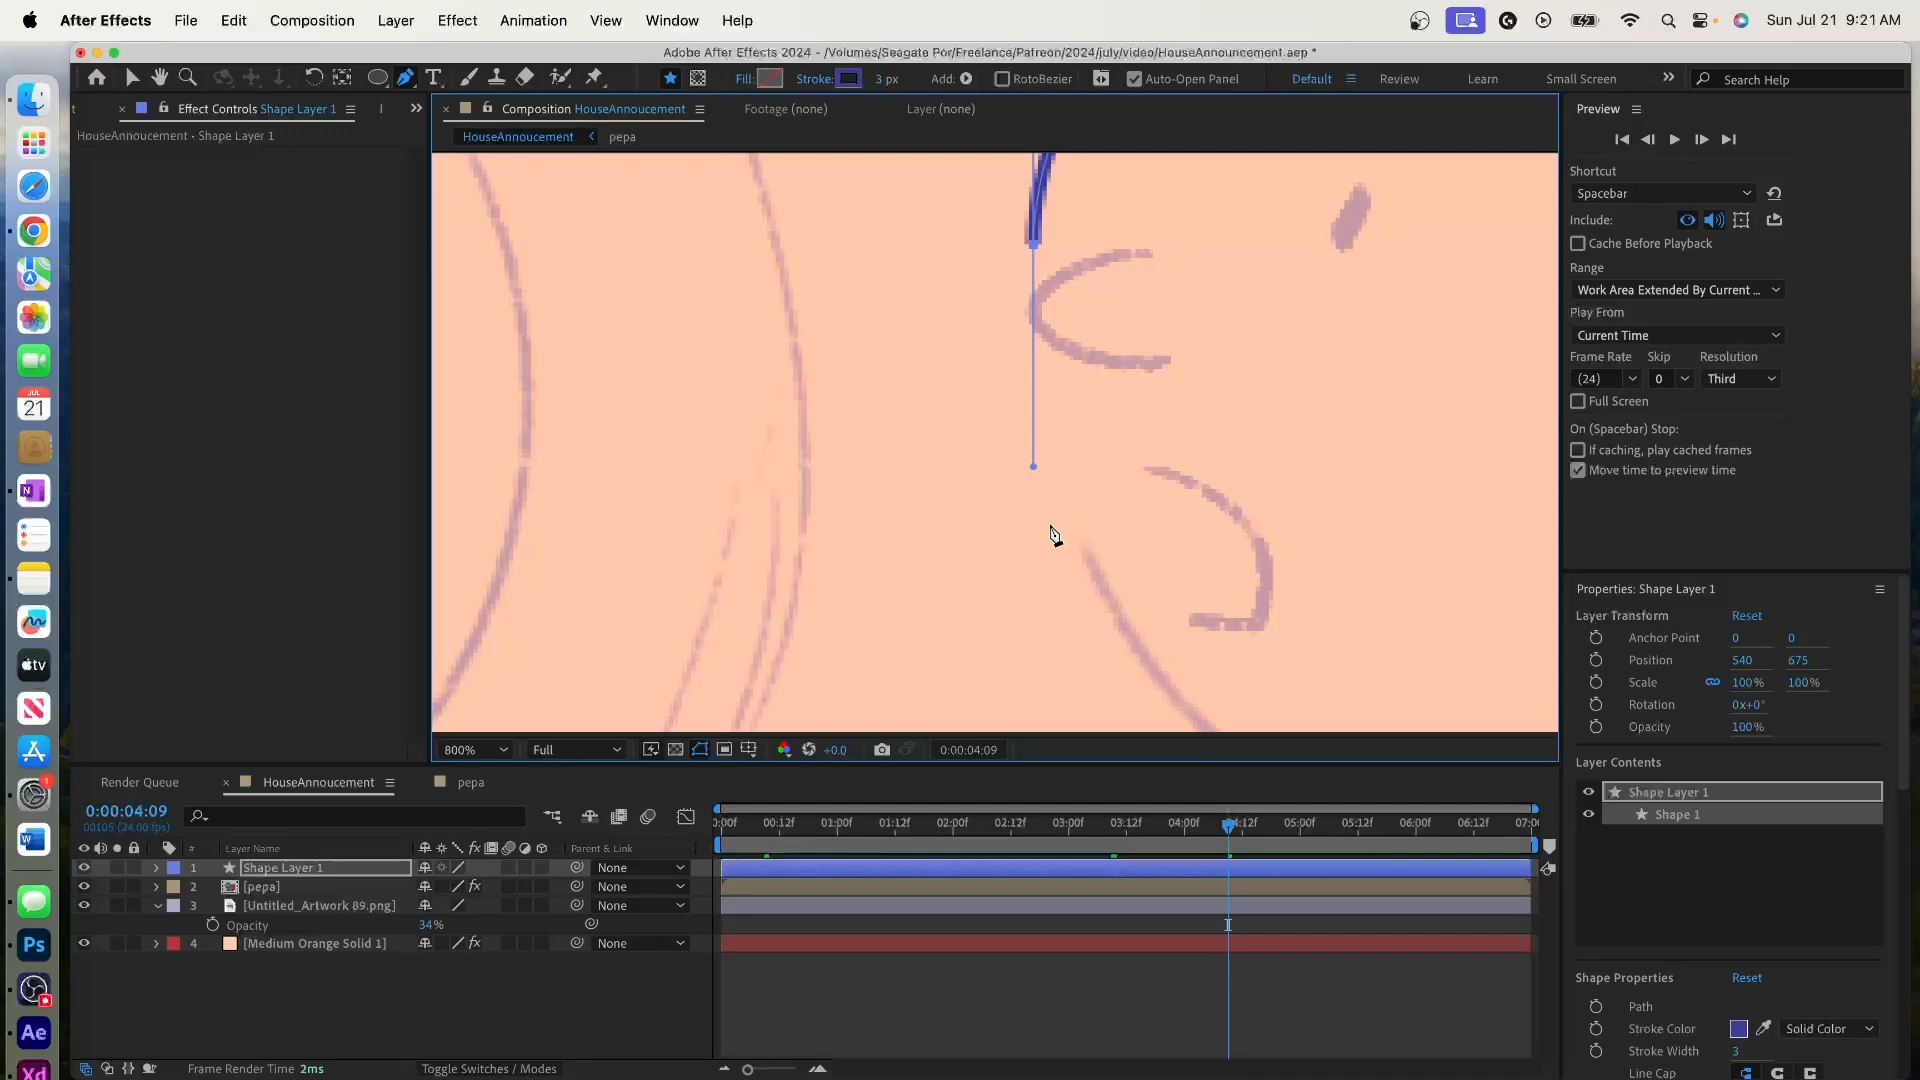 After Effects File Edit Composition Layer Effect Animation View Window Help Sun Jul 21 9:21 AM
Adobe After Effects 2024 - /Volumes/Seagate Por/Freelance/Patreon/2024/july/video/HouseAnnouncement.aep *
Fill: Stroke: 3 px Add: RotoBezier Auto-Open Panel Default Review Learn Small Screen Search Help
t Effect Controls Shape Layer 1 Composition HouseAnnoucement Footage (none) Layer (none) Preview
HouseAnnoucement • Shape Layer 1 HouseAnnoucement pepa
Shortcut
Spacebar
Include:
Cache Before Playback
Range
Work Area Extended By Current ...
Play From
Current Time
Frame Rate Skip Resolution
(24) 0 Third
Full Screen
On (Spacebar) Stop:
If caching, play cached frames
Move time to preview time
JUL
21
Properties: Shape Layer 1
Layer Transform Reset
Anchor Point 0 0
Position 540 675
Scale 100% 100%
Rotation 0x+0°
Opacity 100%
Layer Contents
Shape Layer 1
Shape 1
Shape Properties Reset
Path
Stroke Color Solid Color
Stroke Width 3
Line Cap
800% Full +0.0 0:00:04:09
Render Queue HouseAnnoucement pepa
0:00:04:09
00105 (24.00 fps)
0:00f 00:12f 01:00f 01:12f 02:00f 02:12f 03:00f 03:12f 04:00f 04:12f 05:00f 05:12f 06:00f 06:12f 07:0
# Layer Name Parent & Link
1 Shape Layer 1 None
2 [pepa] None
3 [Untitled_Artwork 89.png] None
Opacity 34%
4 [Medium Orange Solid 1] None
Frame Render Time 2ms Toggle Switches / Modes
tv
1
Ps
Ae
Xd